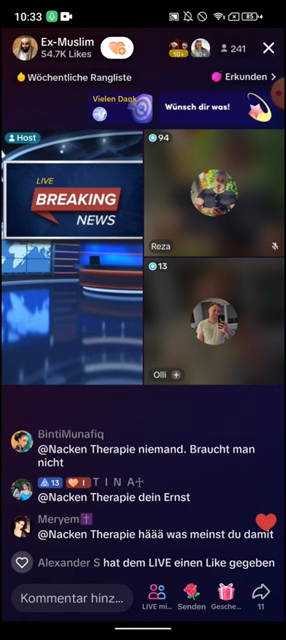 10:33
85
Ex-Muslim
54.7K Likes
10+
10+
241
Wöchentliche Rangliste
Erkunden
Vielen Dank
Wünsch dir was!
Host
94
LIVE
BREAKING
NEWS
Reza
13
Olli
BintiMunafiq
@Nacken Therapie niemand. Braucht man
nicht
13 I T I N A☥
@Nacken Therapie dein Ernst
Meryem✝️
@Nacken Therapie häää was meinst du damit
Alexander S hat dem LIVE einen Like gegeben
Kommentar hinz...
LIVE mi...
Senden
Gesche...
11